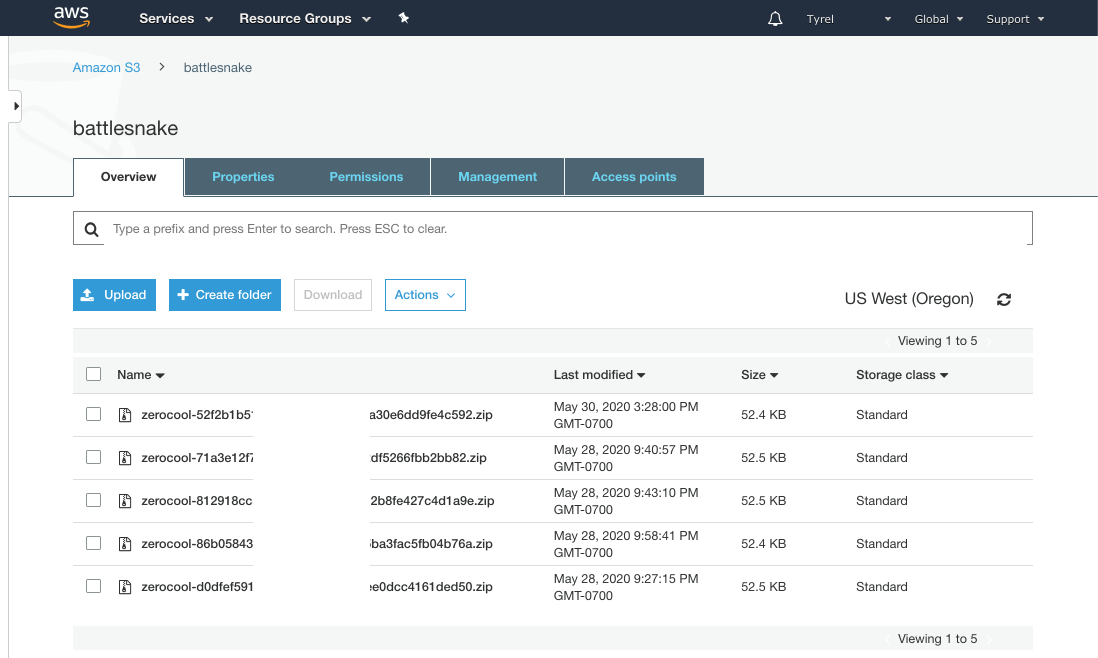 aws Services Resource Groups Tyrel Global Support
Amazon S3 battlesnake
battlesnake
Overview Properties Permissions Management Access points
Type a prefix and press Enter to search. Press ESC to clear.
Upload Create folder Download Actions US West (Oregon)
Viewing 1 to 5
Name Last modified Size Storage class
zerocool-52f2b1b5 a30e6dd9fe4c592.zip May 30, 2020 3:28:00 PM 52.4 KB Standard
GMT-0700
zerocool-71a3e12f7 df5266fbb2bb82.zip May 28, 2020 9:40:57 PM 52.5 KB Standard
GMT-0700
zerocool-812918cc 2b8fe427c4d1a9e.zip May 28, 2020 9:43:10 PM 52.5 KB Standard
GMT-0700
zerocool-86b05843 ba3fac5fb04b76a.zip May 28, 2020 9:58:41 PM 52.4 KB Standard
GMT-0700
zerocool-d0dfef591 e0dcc4161ded50.zip May 28, 2020 9:27:15 PM 52.5 KB Standard
GMT-0700
Viewing 1 to 5